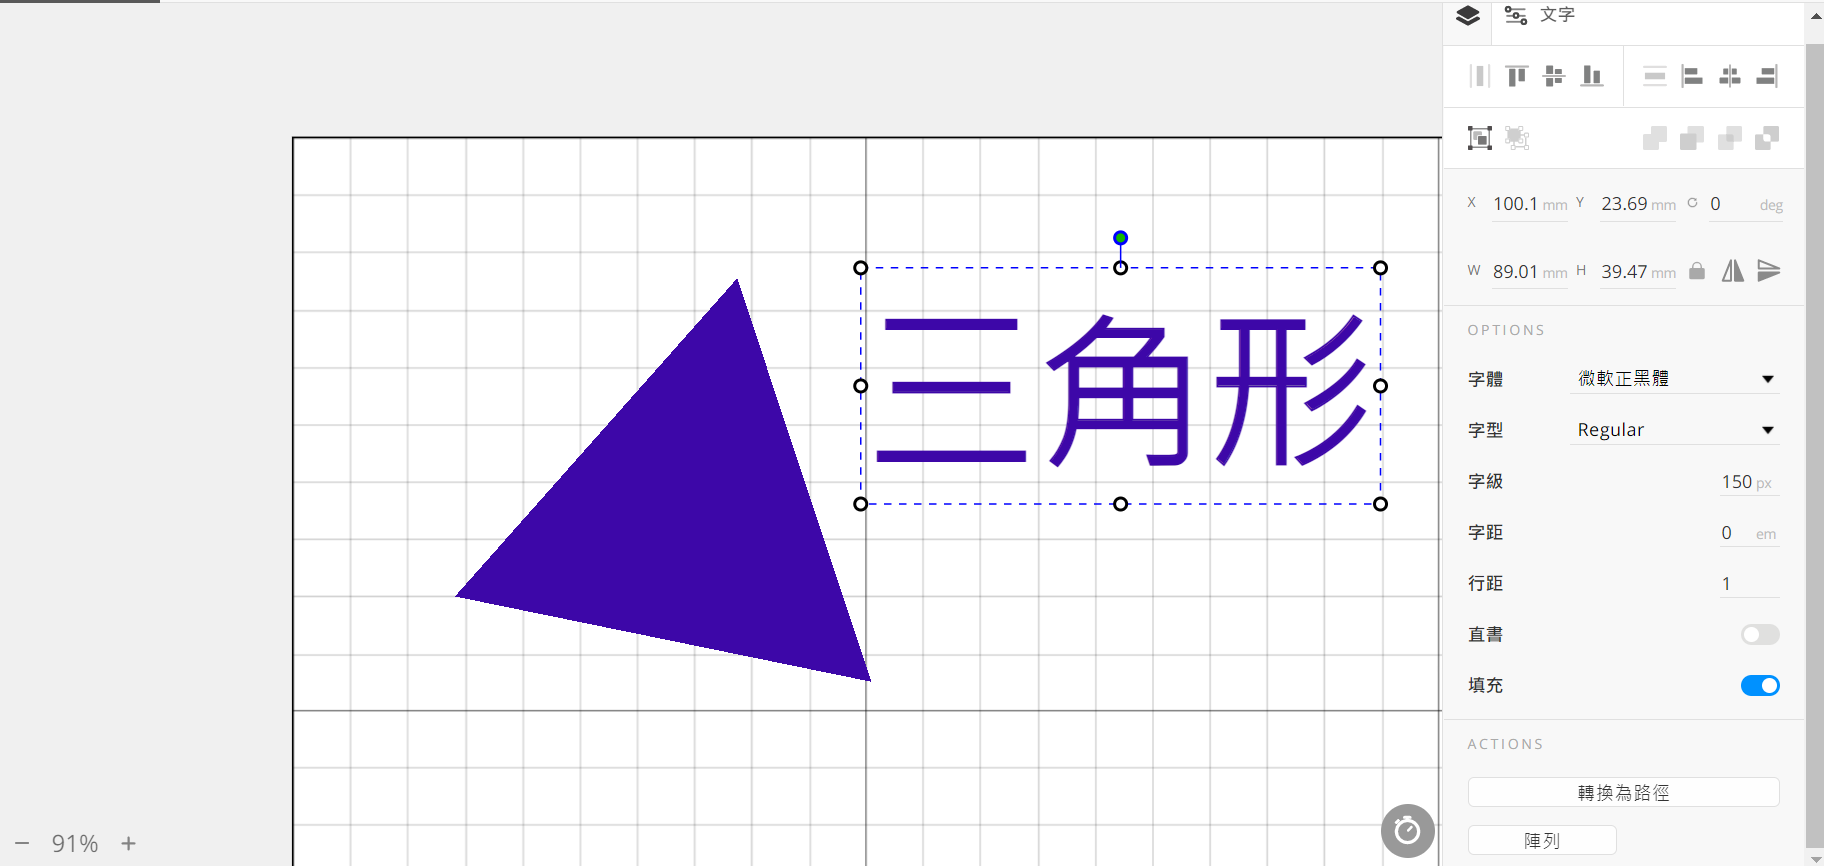 文字
X 100.1 mm Y 23.69 mm 0 deg
W 89.01 mm H 39.47 mm
三角形
OPTIONS
字體 微軟正黑體
字型 Regular
字級 150 px
字距 0 em
行距 1
直書
填充
ACTIONS
轉換為路徑
陣列
91%